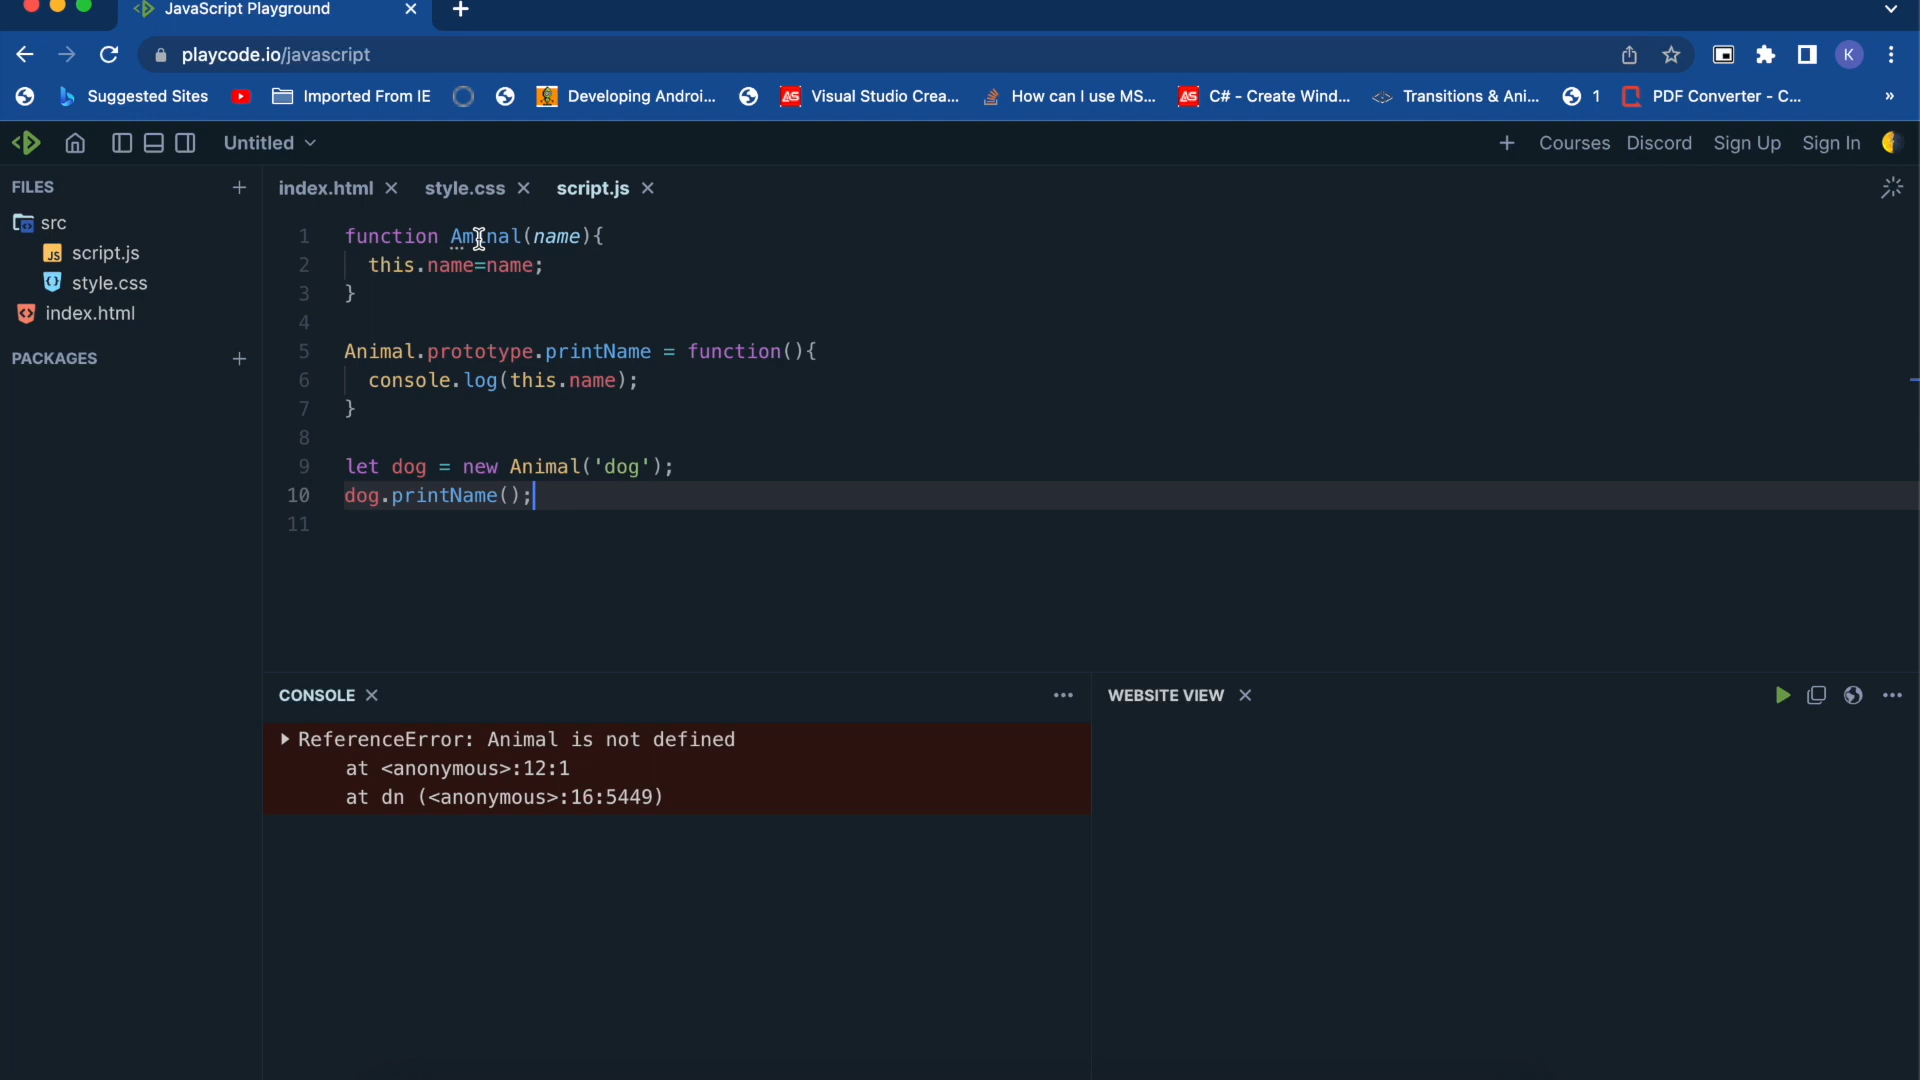 JavaScript Playground
playcode.io/javascript
K
Suggested Sites
Imported From IE
Developing Androi...
Visual Studio Crea...
How can I use MS...
C# - Create Wind...
Transitions & Ani...
1
PDF Converter - C...
»
Untitled
Courses
Discord
Sign Up
Sign In
FILES
src
script.js
style.css
index.html
PACKAGES
index.html
style.css
script.js
1 function Aminal(name){
2 this.name=name;
3 }
4
5 Animal.prototype.printName = function(){
6 console.log(this.name);
7 }
8
9 let dog = new Animal('dog');
10 dog.printName();
11
CONSOLE
ReferenceError: Animal is not defined
at <anonymous>:12:1
at dn (<anonymous>:16:5449)
WEBSITE VIEW